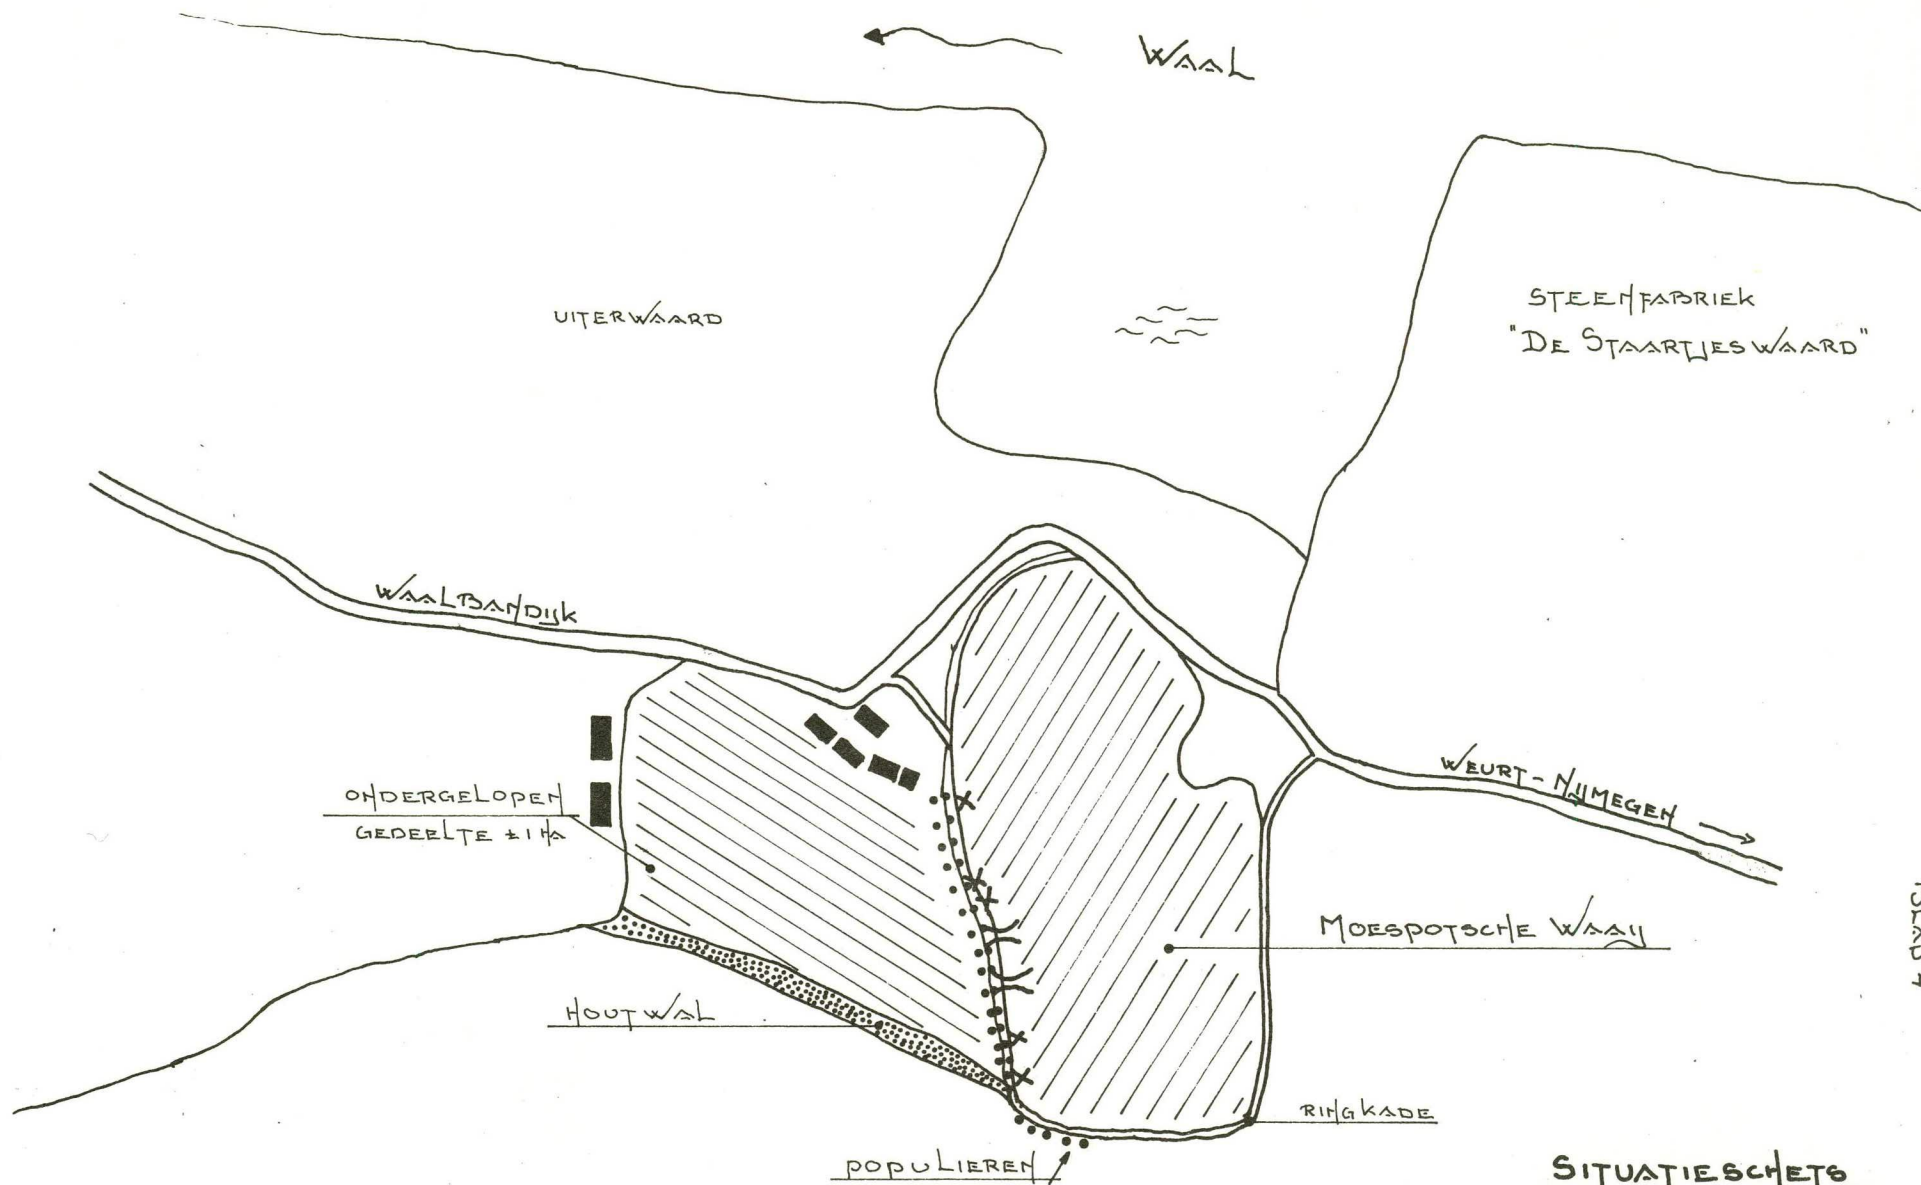 WAAL
UITERWAARD
STEENFABRIEK
"DE STAARTJESWAARD"
WAALBANDIJK
WEURT-NIJMEGEN
ONDERGELOPEN
GEDEELTE ± 1 HA
MOESPOTSCHE WAAIJ
HOUTWAL
RINGKADE
POPULIEREN
SITUATIESCHETS